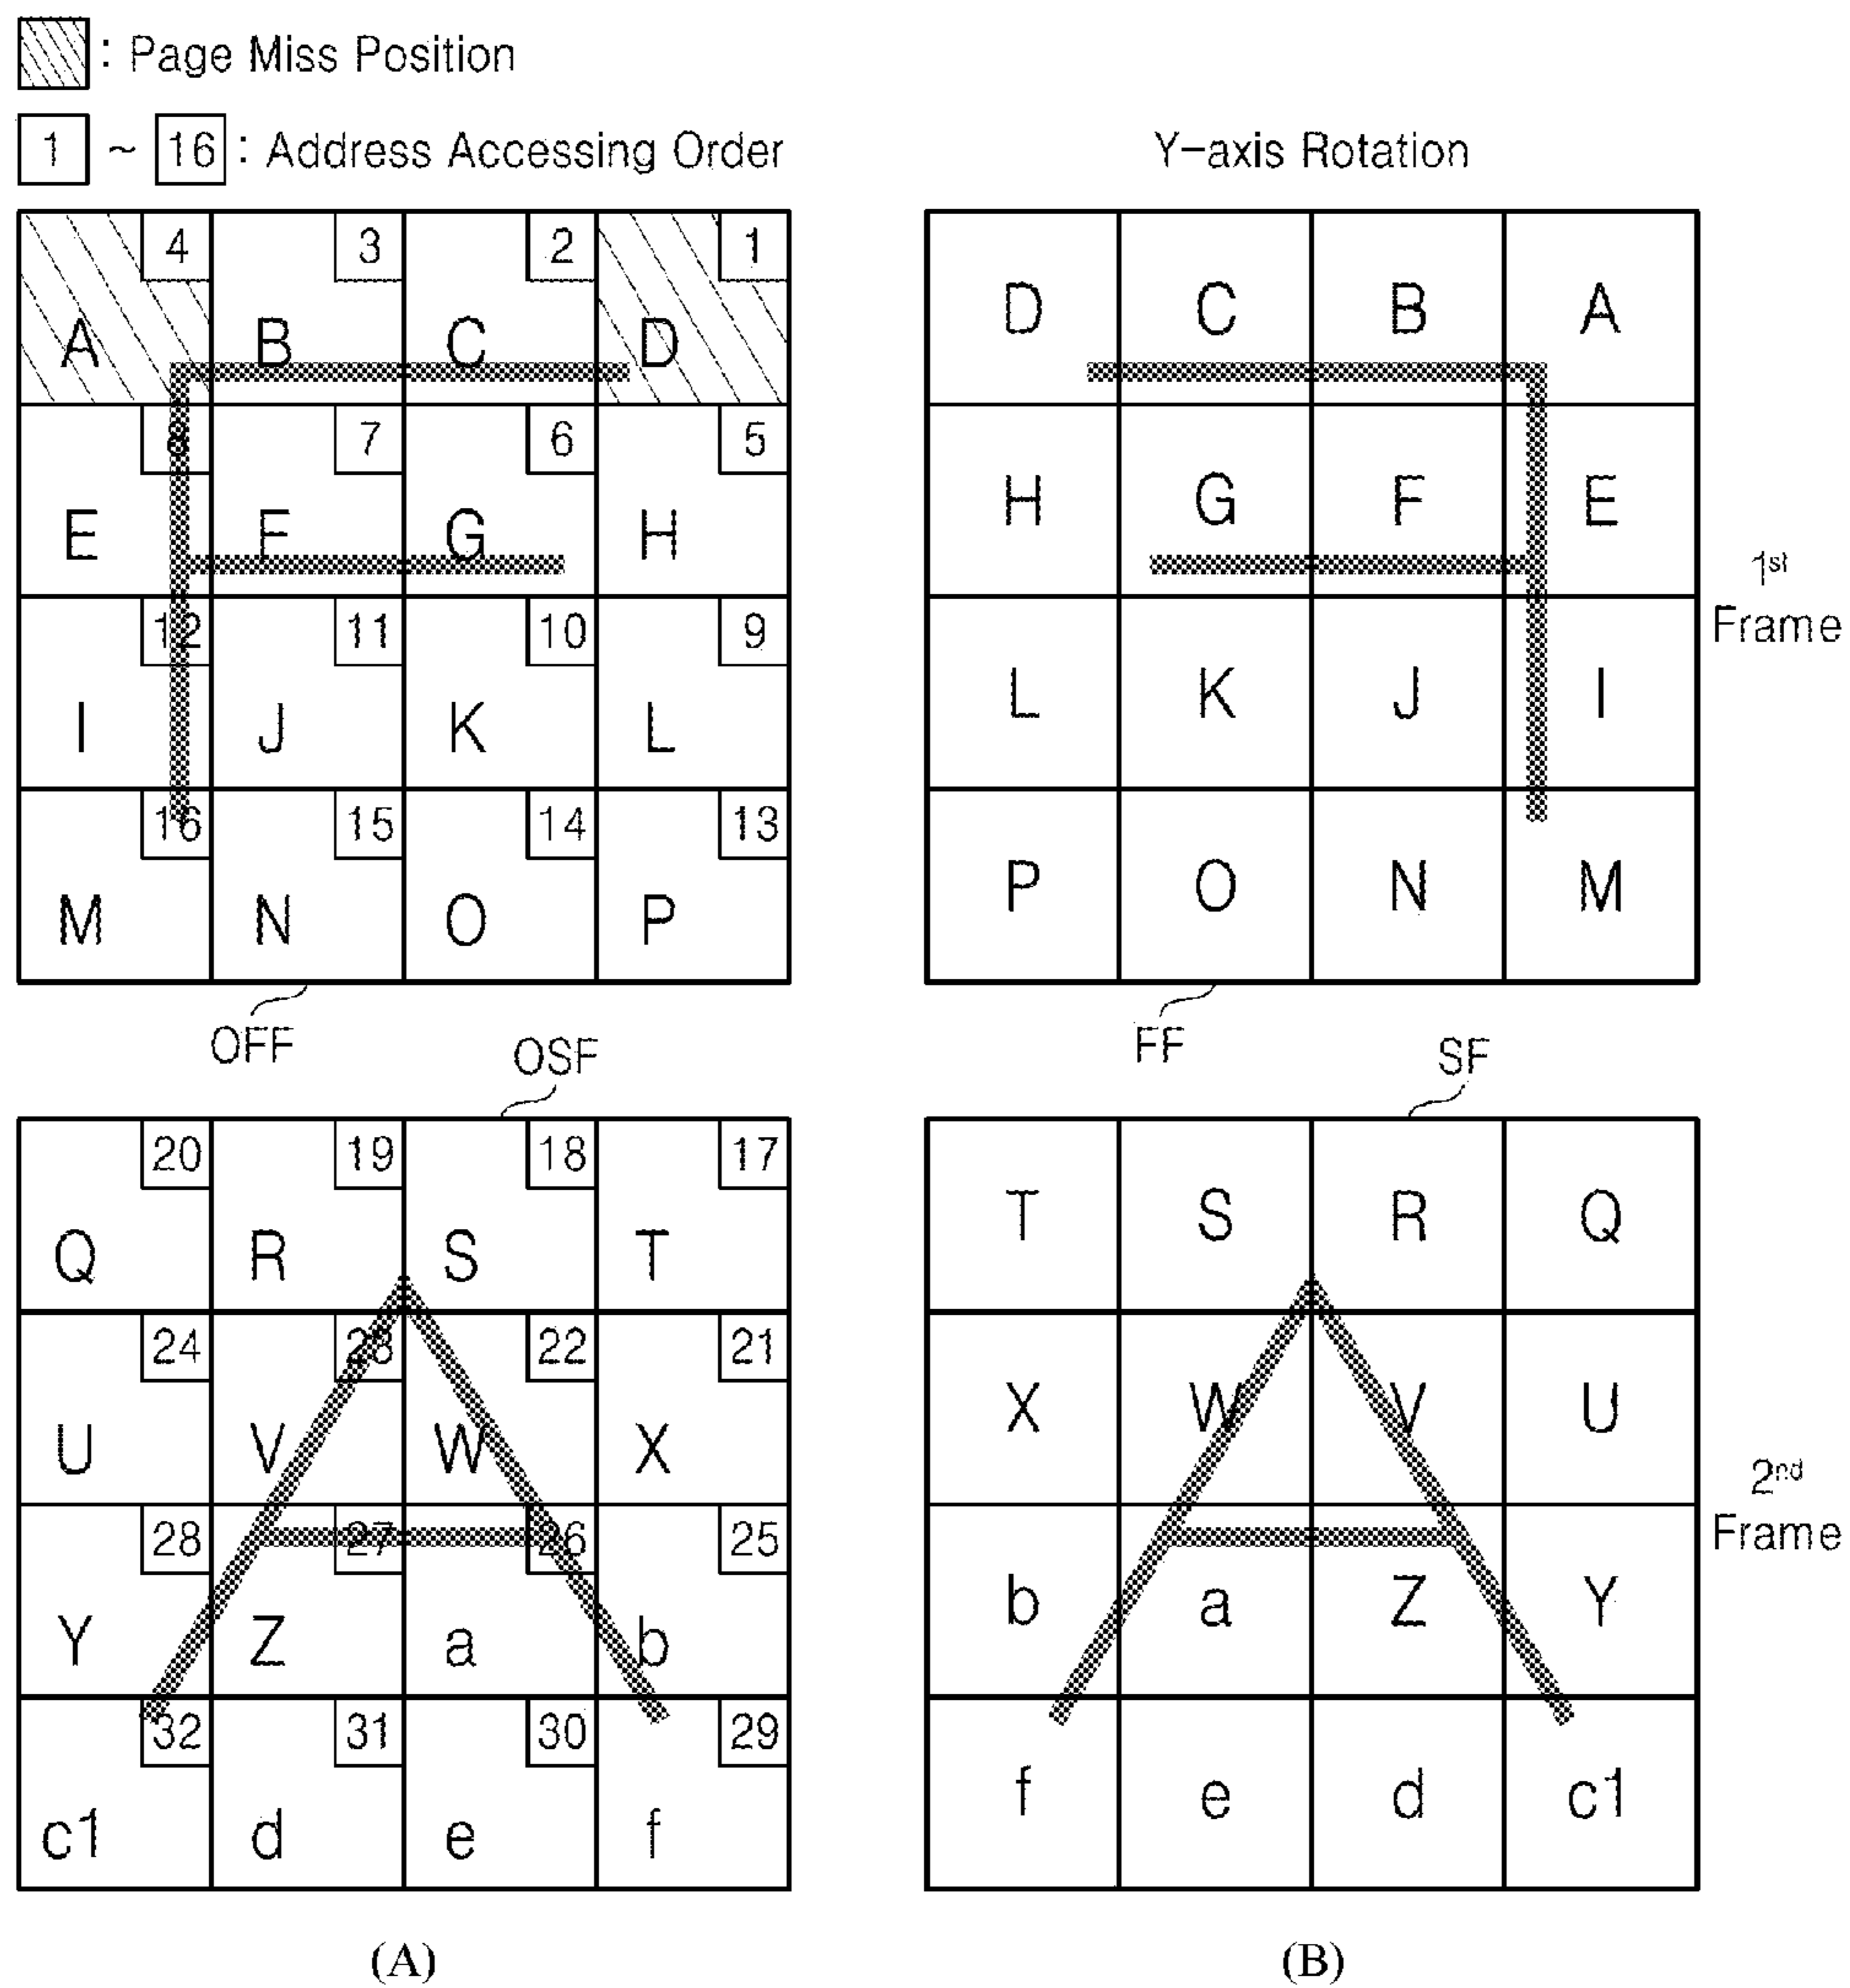 : Page Miss Position
1 ~ 16 : Address Accessing Order
Y-axis Rotation
4 3 2 1
A B C D
8 7 6 5
E F G H
12 11 10 9
I J K L
16 15 14 13
M N O P
OFF
D C B A
H G F E
L K J I
P O N M
FF
1st
Frame
OSF
20 19 18 17
Q R S T
24 23 22 21
U V W X
28 27 26 25
Y Z a b
32 31 30 29
c1 d e f
SF
T S R Q
X W V U
b a Z Y
f e d c1
2nd
Frame
(A)
(B)